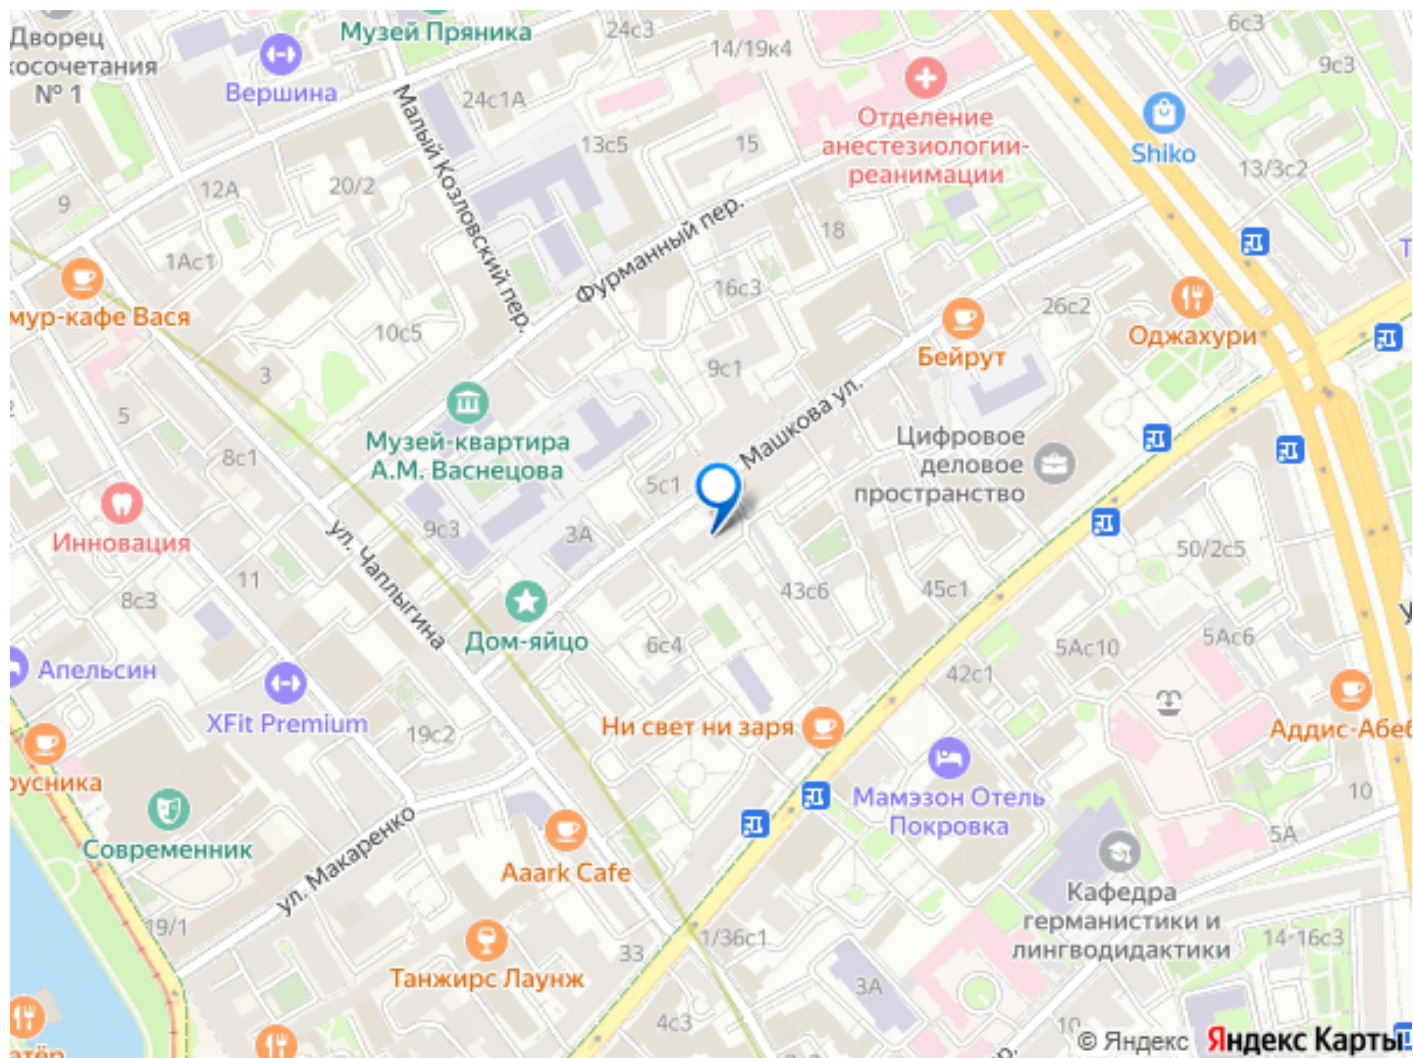 Дворец
косочетания
№ 1
Вершина
Музей Пряника
24с3
14/19к4
6с3
9с3
24с1А
Малый Козловский пер.
13с5
15
Отделение
анестезиологии-
реанимации
Shiko
13/3с2
9
12А
20/2
18
Фурманный пер.
1Ас1
16с3
26с2
мур-кафе Вася
10с5
Бейрут
Оджахури
3
9с1
5
Музей-квартира
А.М. Васнецова
Машкова ул.
Цифровое
деловое
пространство
8с1
5с1
Инновация
9с3
3А
ул. Чаплыгина
50/2с5
11
8с3
43с6
45с1
Дом-яйцо
6с4
5Ас10
5Ас6
Апельсин
42с1
XFit Premium
19с2
Ни свет ни заря
Аддис-Абеб
русника
Мамэзон Отель
Покровка
10
5А
Современник
ул. Макаренко
Aaark Cafe
Кафедра
германистики и
лингводидактики
19/1
33
1/36с1
14-16с3
Танжирс Лаунж
3А
4с3
10
© Яндекс Яндекс Карты